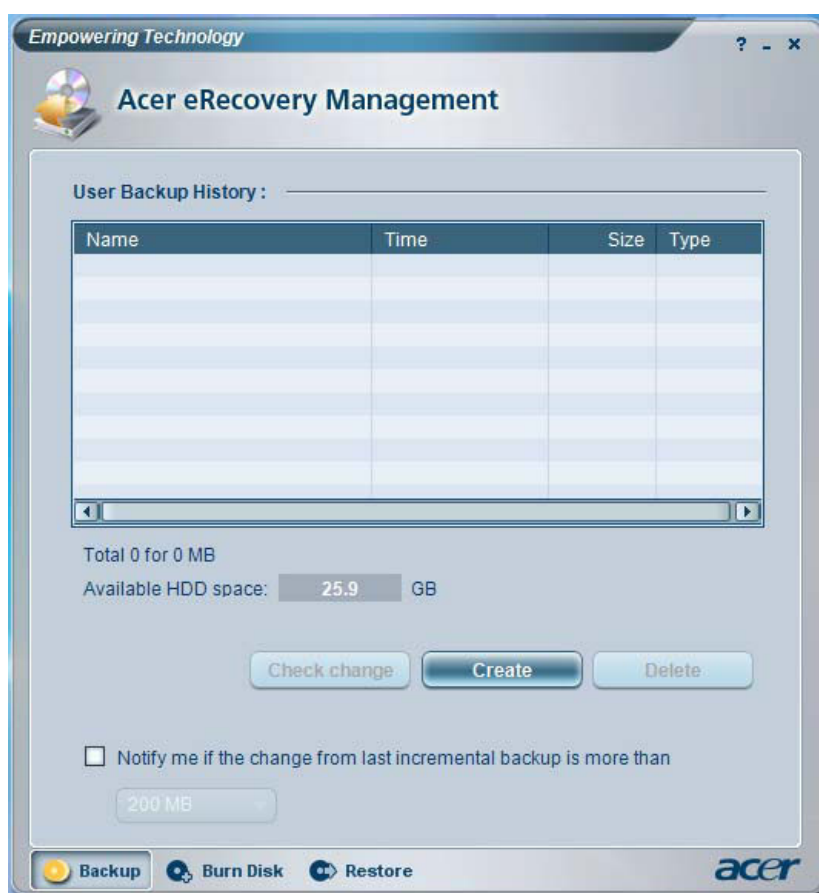 Empowering Technology
? - x
Acer eRecovery Management
User Backup History :
Name Time Size Type
Total 0 for 0 MB
Available HDD space: 25.9 GB
Check change Create Delete
Notify me if the change from last incremental backup is more than
200 MB
Backup Burn Disk Restore acer